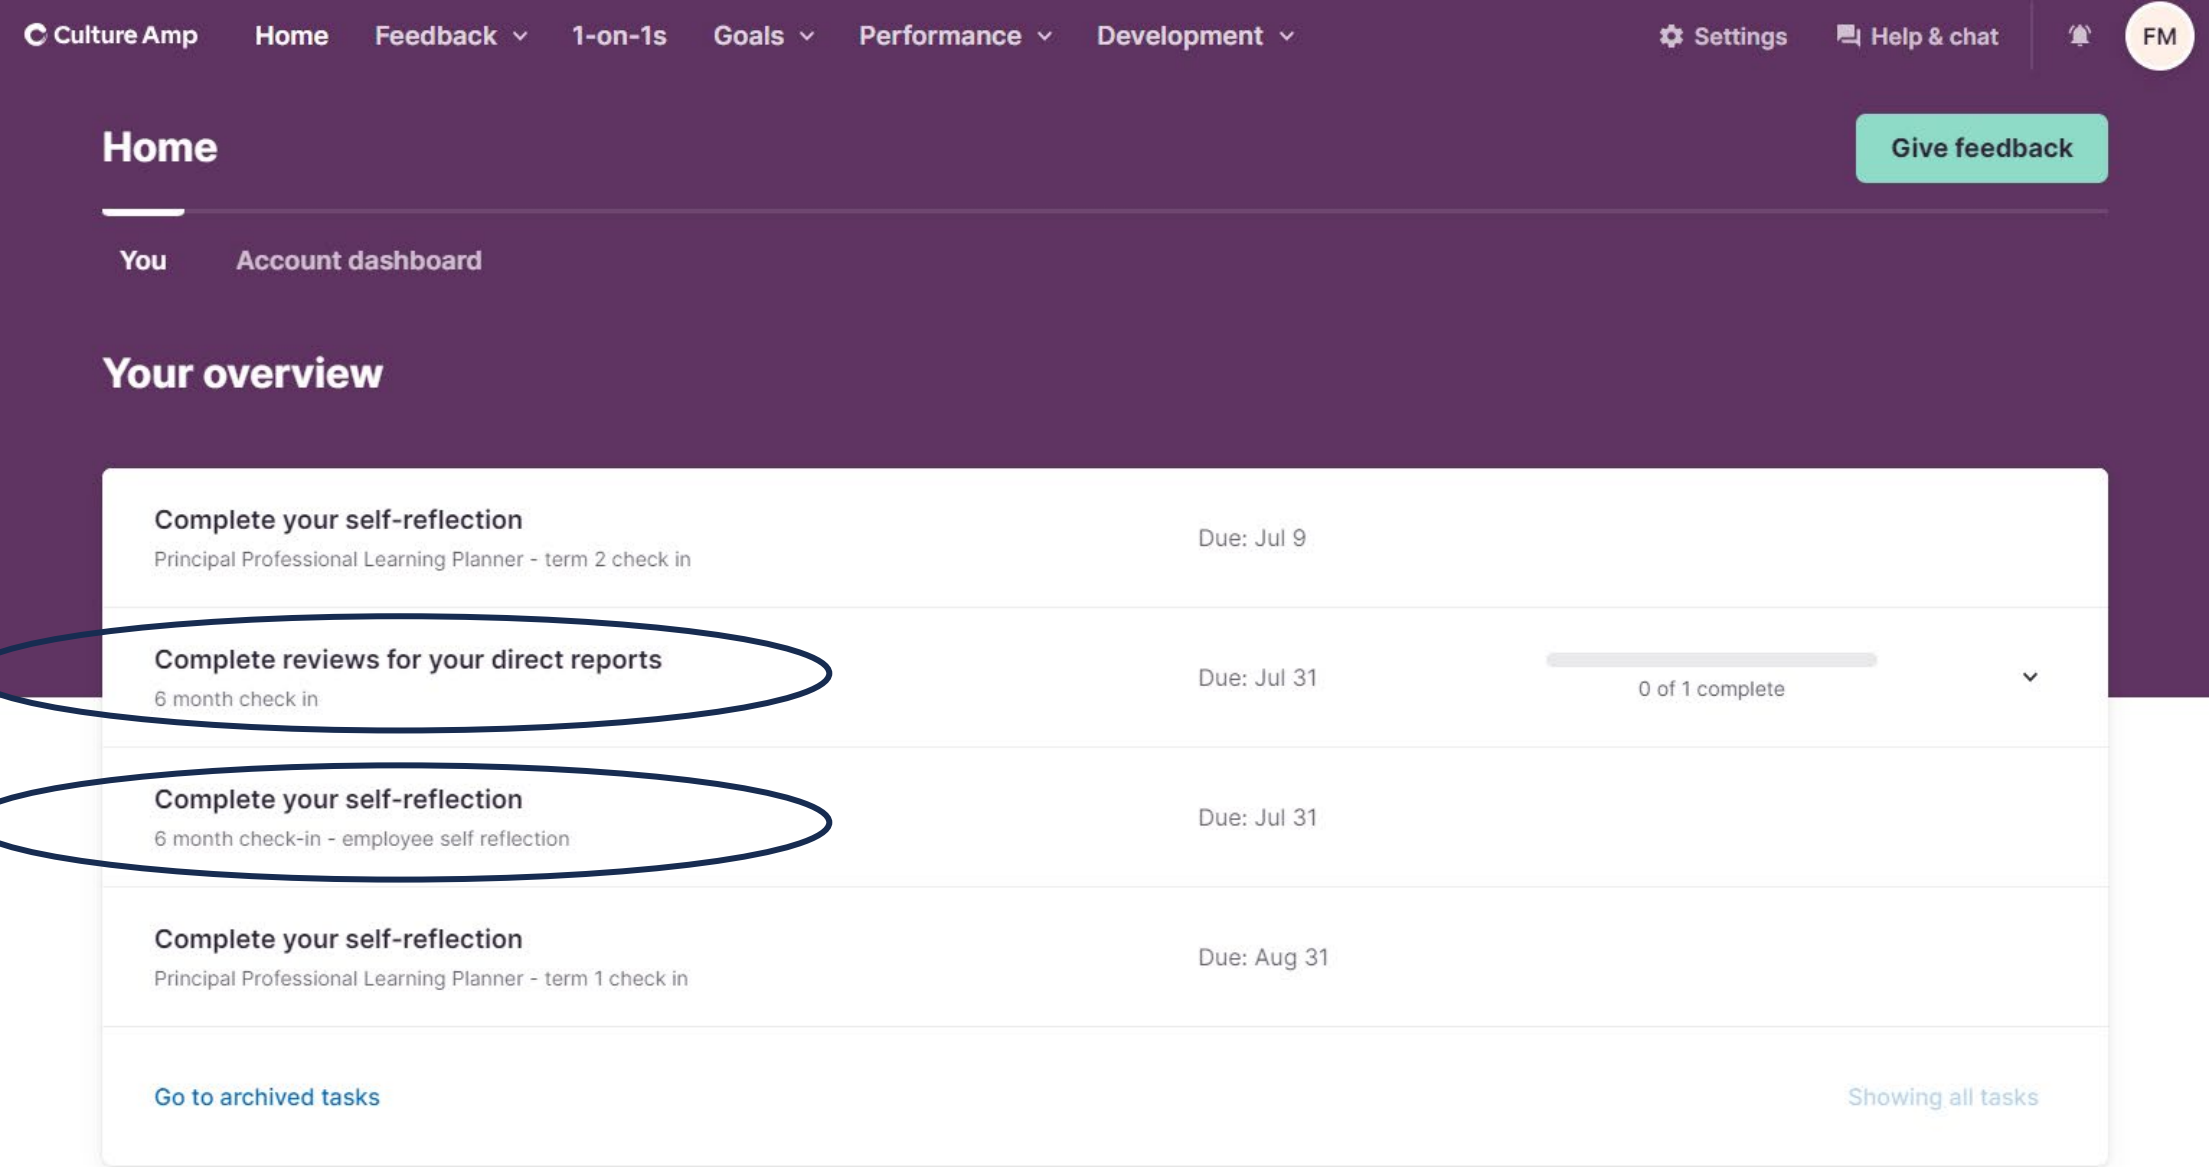 Culture Amp Home Feedback 1-on-1s Goals Performance Development Settings Help & chat FM
Home
Give feedback
You Account dashboard
Your overview
Complete your self-reflection
Principal Professional Learning Planner - term 2 check in
Due: Jul 9
Complete reviews for your direct reports
6 month check in
Due: Jul 31
0 of 1 complete
Complete your self-reflection
6 month check-in - employee self reflection
Due: Jul 31
Complete your self-reflection
Principal Professional Learning Planner - term 1 check in
Due: Aug 31
Go to archived tasks
Showing all tasks